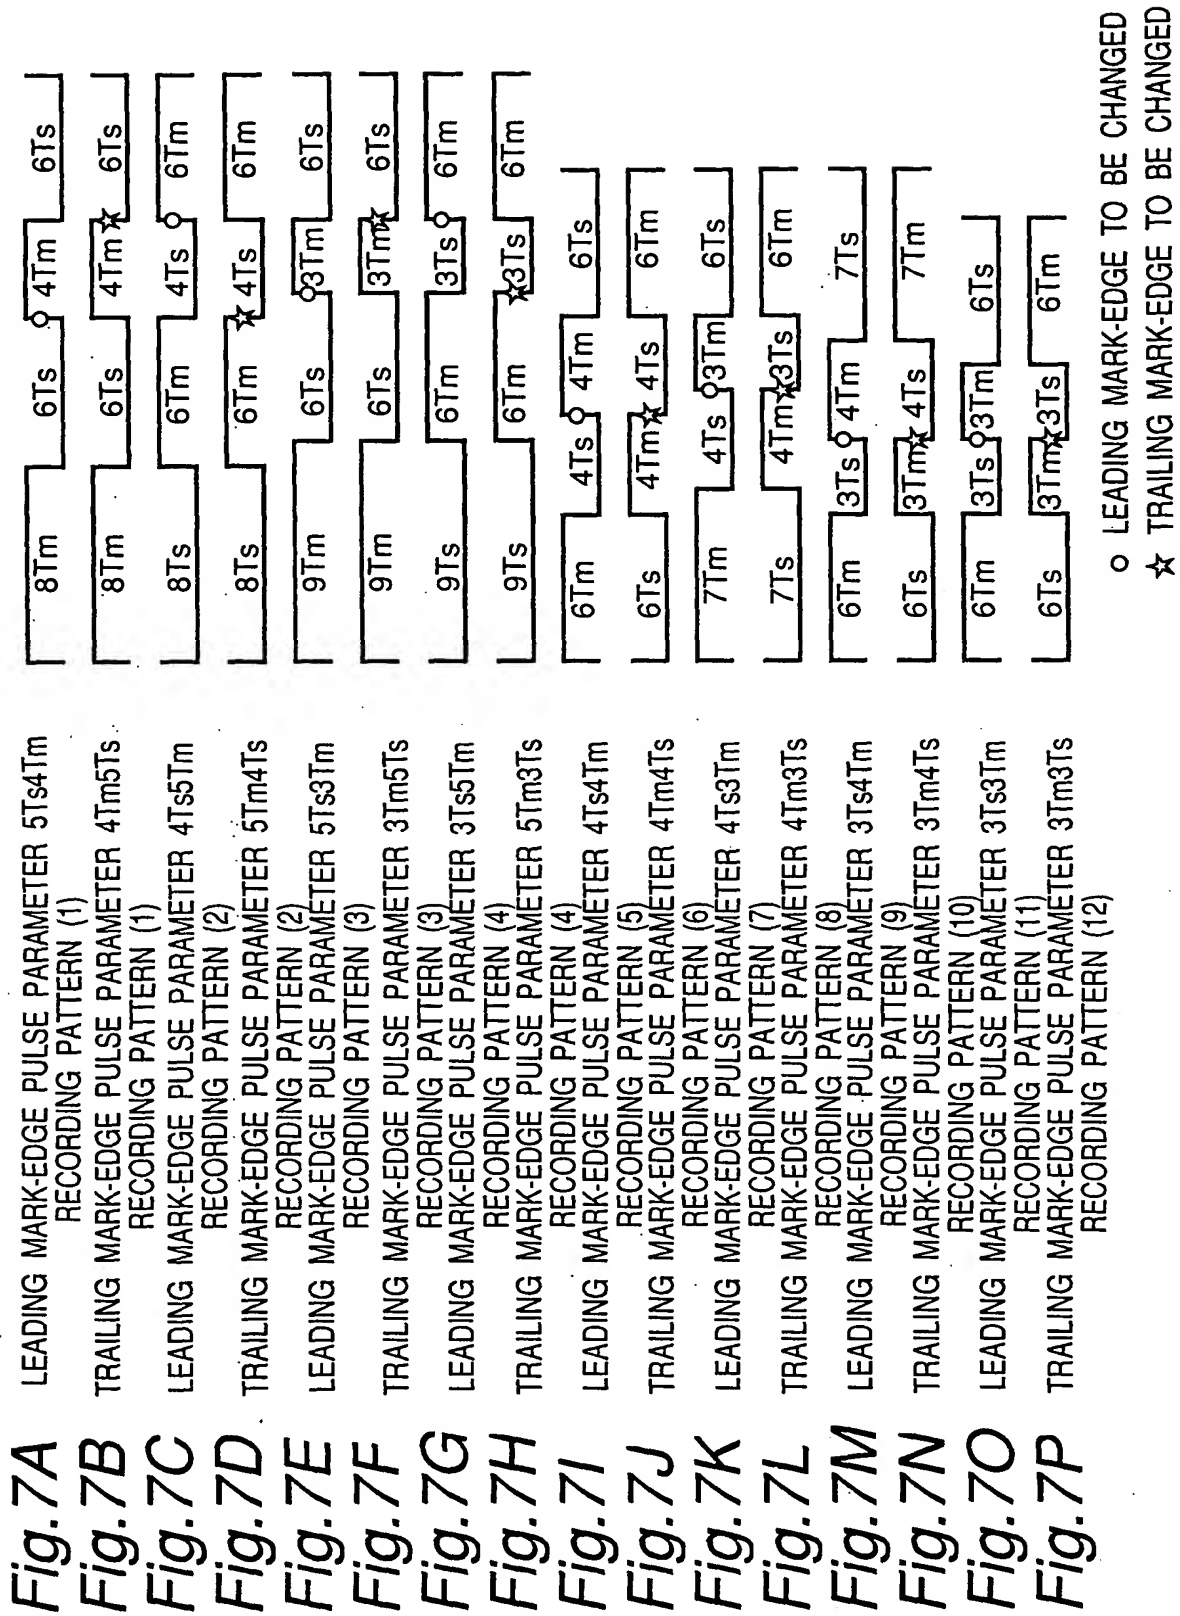 Fig.7A LEADING MARK-EDGE PULSE PARAMETER 5Ts4Tm 8Tm 6Ts 4Tm 6Ts
RECORDING PATTERN (1)
Fig.7B TRAILING MARK-EDGE PULSE PARAMETER 4Tm5Ts 8Tm 6Ts 4Tm 6Ts
RECORDING PATTERN (1)
Fig.7C LEADING MARK-EDGE PULSE PARAMETER 4Ts5Tm 8Ts 6Tm 4Ts 6Tm
RECORDING PATTERN (2)
Fig.7D TRAILING MARK-EDGE PULSE PARAMETER 5Tm4Ts 8Ts 6Tm 4Ts 6Tm
RECORDING PATTERN (2)
Fig.7E LEADING MARK-EDGE PULSE PARAMETER 5Ts3Tm 9Tm 6Ts 3Tm 6Ts
RECORDING PATTERN (3)
Fig.7F TRAILING MARK-EDGE PULSE PARAMETER 3Tm5Ts 9Tm 6Ts 3Tm 6Ts
RECORDING PATTERN (3)
Fig.7G LEADING MARK-EDGE PULSE PARAMETER 3Ts5Tm 9Ts 6Tm 3Ts 6Tm
RECORDING PATTERN (4)
Fig.7H TRAILING MARK-EDGE PULSE PARAMETER 5Tm3Ts 9Ts 6Tm 3Ts 6Tm
RECORDING PATTERN (4)
Fig.7I LEADING MARK-EDGE PULSE PARAMETER 4Ts4Tm 6Tm 4Ts 4Tm 6Ts
RECORDING PATTERN (5)
Fig.7J TRAILING MARK-EDGE PULSE PARAMETER 4Tm4Ts 6Ts 4Tm 4Ts 6Tm
RECORDING PATTERN (6)
Fig.7K LEADING MARK-EDGE PULSE PARAMETER 4Ts3Tm 7Tm 4Ts 3Tm 6Ts
RECORDING PATTERN (7)
Fig.7L TRAILING MARK-EDGE PULSE PARAMETER 4Tm3Ts 7Ts 4Tm 3Ts 6Tm
RECORDING PATTERN (8)
Fig.7M LEADING MARK-EDGE PULSE PARAMETER 3Ts4Tm 6Tm 3Ts 4Tm 7Ts
RECORDING PATTERN (9)
Fig.7N TRAILING MARK-EDGE PULSE PARAMETER 3Tm4Ts 6Ts 3Tm 4Ts 7Tm
RECORDING PATTERN (10)
Fig.7O LEADING MARK-EDGE PULSE PARAMETER 3Ts3Tm 6Tm 3Ts 3Tm 6Ts
RECORDING PATTERN (11)
Fig.7P TRAILING MARK-EDGE PULSE PARAMETER 3Tm3Ts 6Ts 3Tm 3Ts 6Tm
RECORDING PATTERN (12)
○ LEADING MARK-EDGE TO BE CHANGED
☆ TRAILING MARK-EDGE TO BE CHANGED